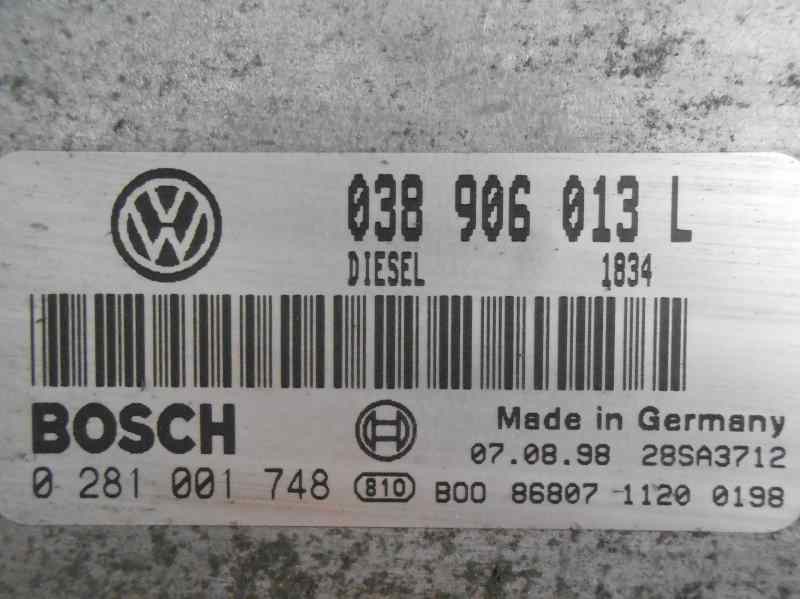 038 906 013 L
DIESEL 1834
BOSCH
Made in Germany
07.08.98 28SA3712
0 281 001 748 810 B00 86807 1120 0198